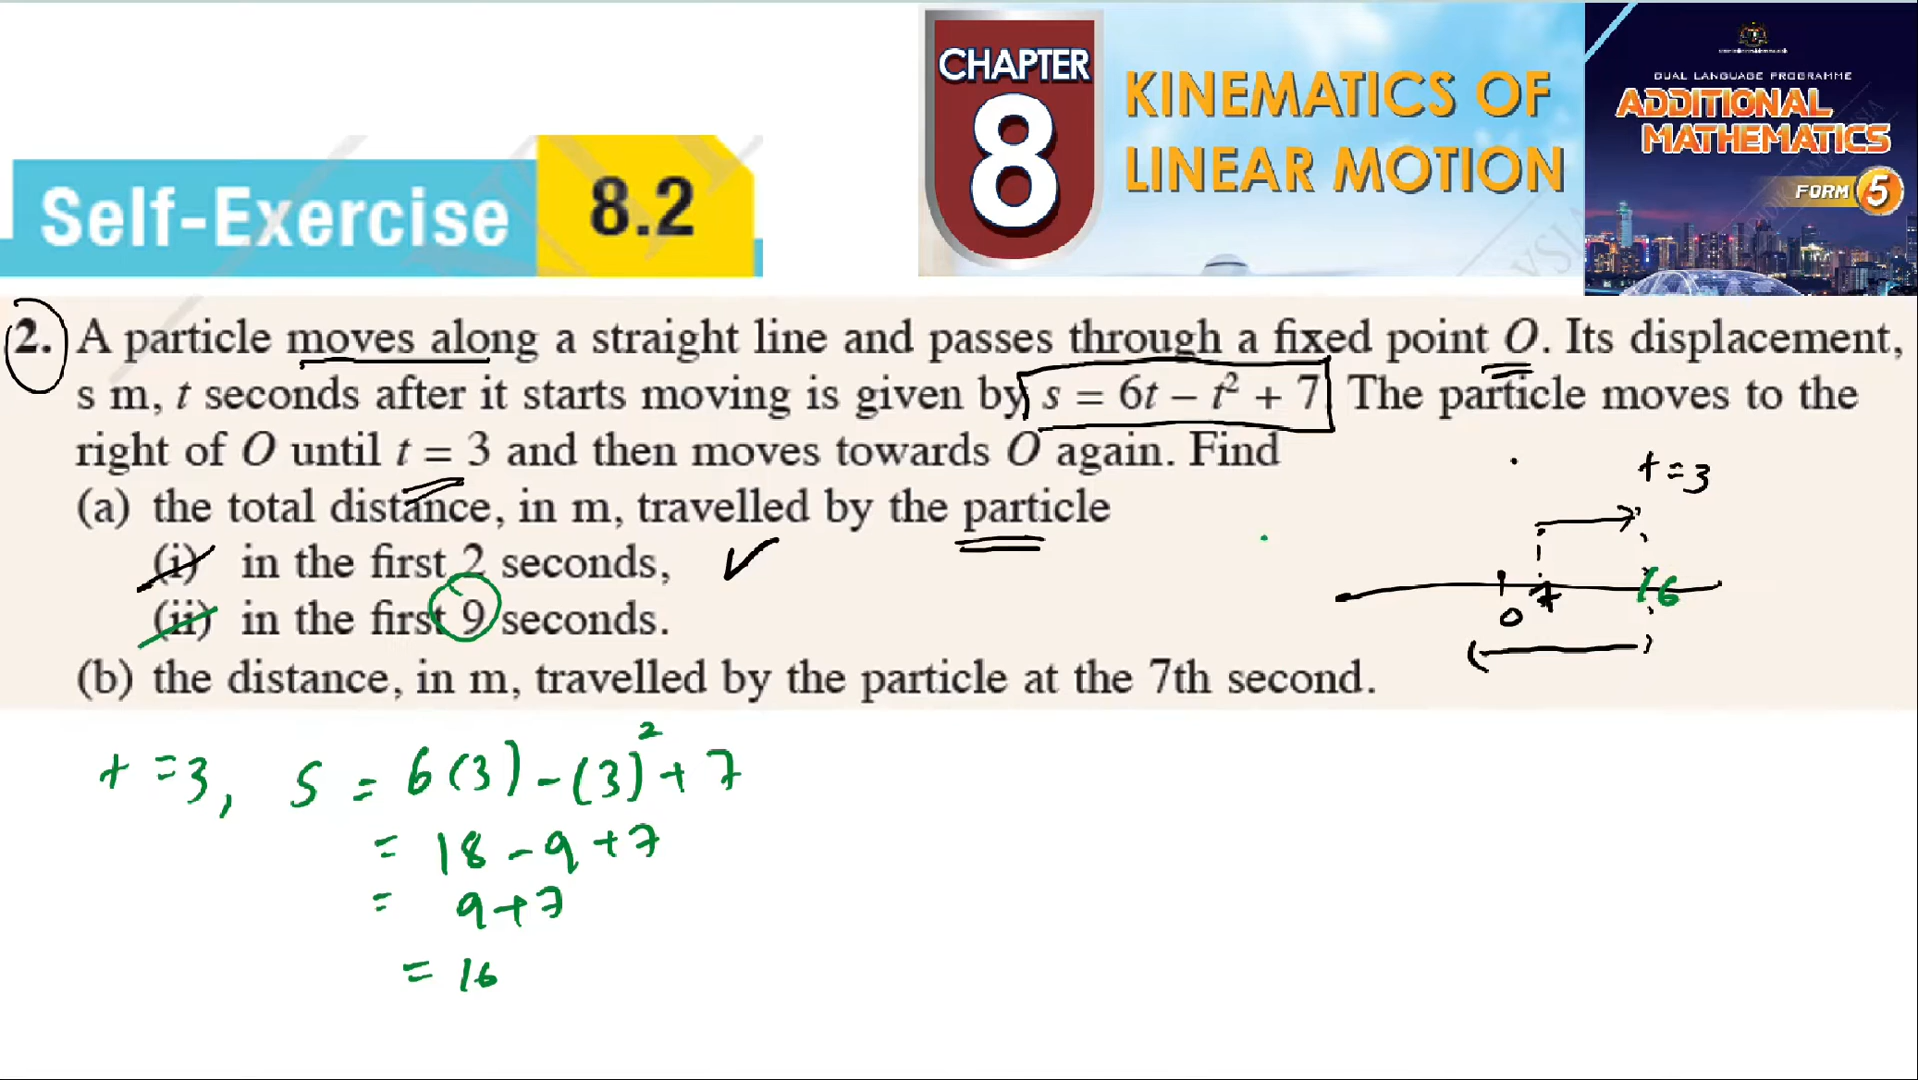 CHAPTER
8
KINEMATICS OF
LINEAR MOTION
DUAL LANGUAGE PROGRAMME
ADDITIONAL
MATHEMATICS
FORM 5
Self-Exercise 8.2
2. A particle moves along a straight line and passes through a fixed point O. Its displacement,
s m, t seconds after it starts moving is given by s = 6t − t² + 7 The particle moves to the
right of O until t = 3 and then moves towards O again. Find
(a) the total distance, in m, travelled by the particle
(i) in the first 2 seconds,
(ii) in the first 9 seconds.
(b) the distance, in m, travelled by the particle at the 7th second.
t = 3
0 7 16
t = 3, s = 6(3) - (3)² + 7
= 18 - 9 + 7
= 9 + 7
= 16